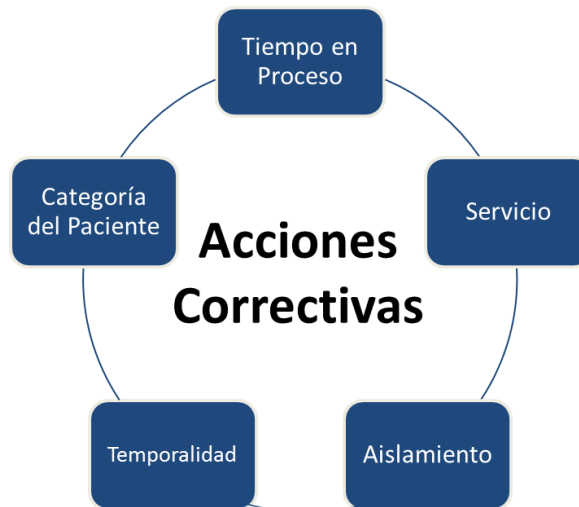 Tiempo en
Proceso
Categoría
del Paciente
Servicio
Acciones
Correctivas
Temporalidad
Aislamiento